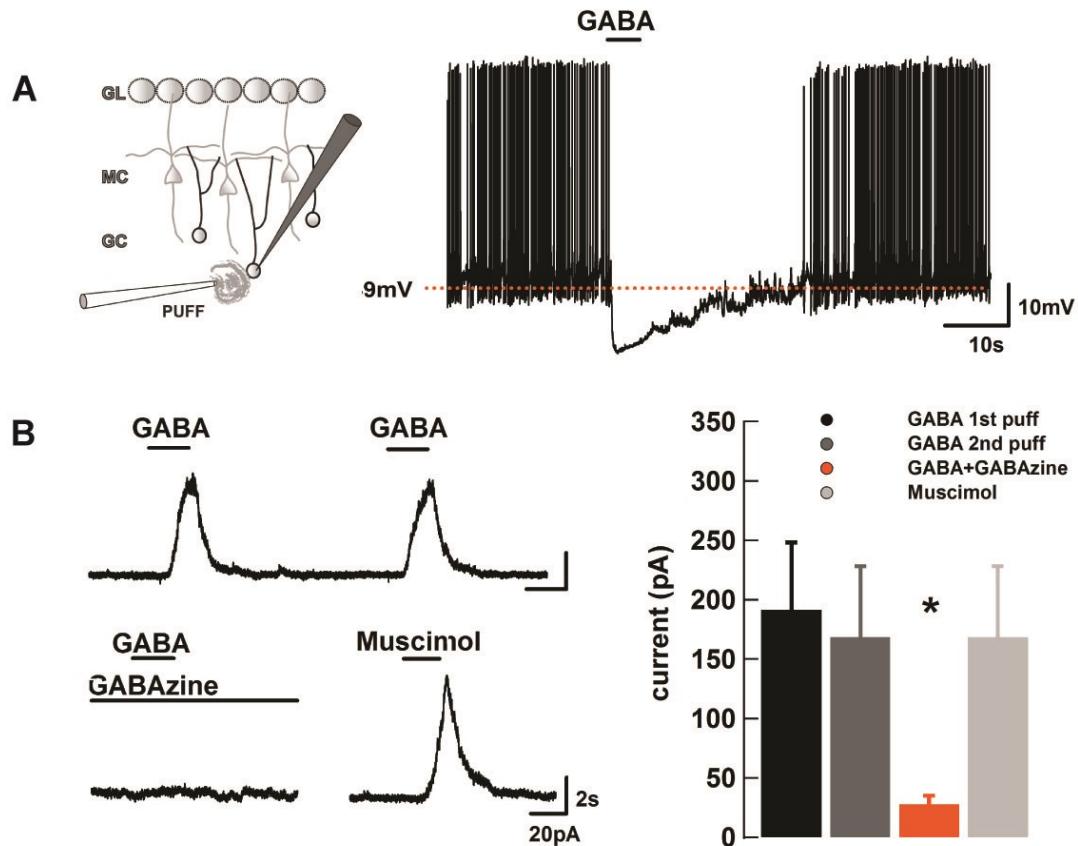 A
GL
MC
GC
PUFF
GABA
9mV
10mV
10s
B
GABA
GABA
GABA
GABAzine
Muscimol
2s
20pA
current (pA)
350
300
250
200
150
100
50
0
GABA 1st puff
GABA 2nd puff
GABA+GABAzine
Muscimol
*